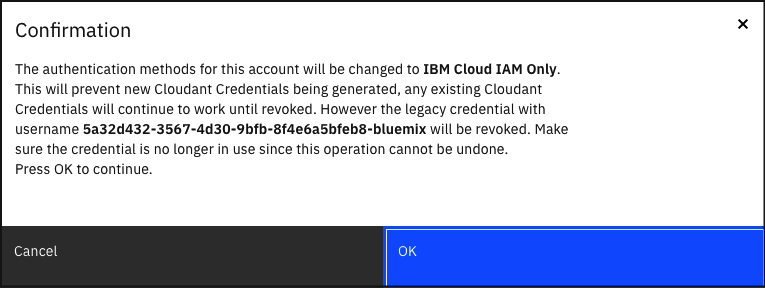 Confirmation
The authentication methods for this account will be changed to IBM Cloud IAM Only.
This will prevent new Cloudant Credentials being generated, any existing Cloudant
Credentials will continue to work until revoked. However the legacy credential with
username 5a32d432-3567-4d30-9bfb-8f4e6a5bfeb8-bluemix will be revoked. Make
sure the credential is no longer in use since this operation cannot be undone.
Press OK to continue.
Cancel
OK